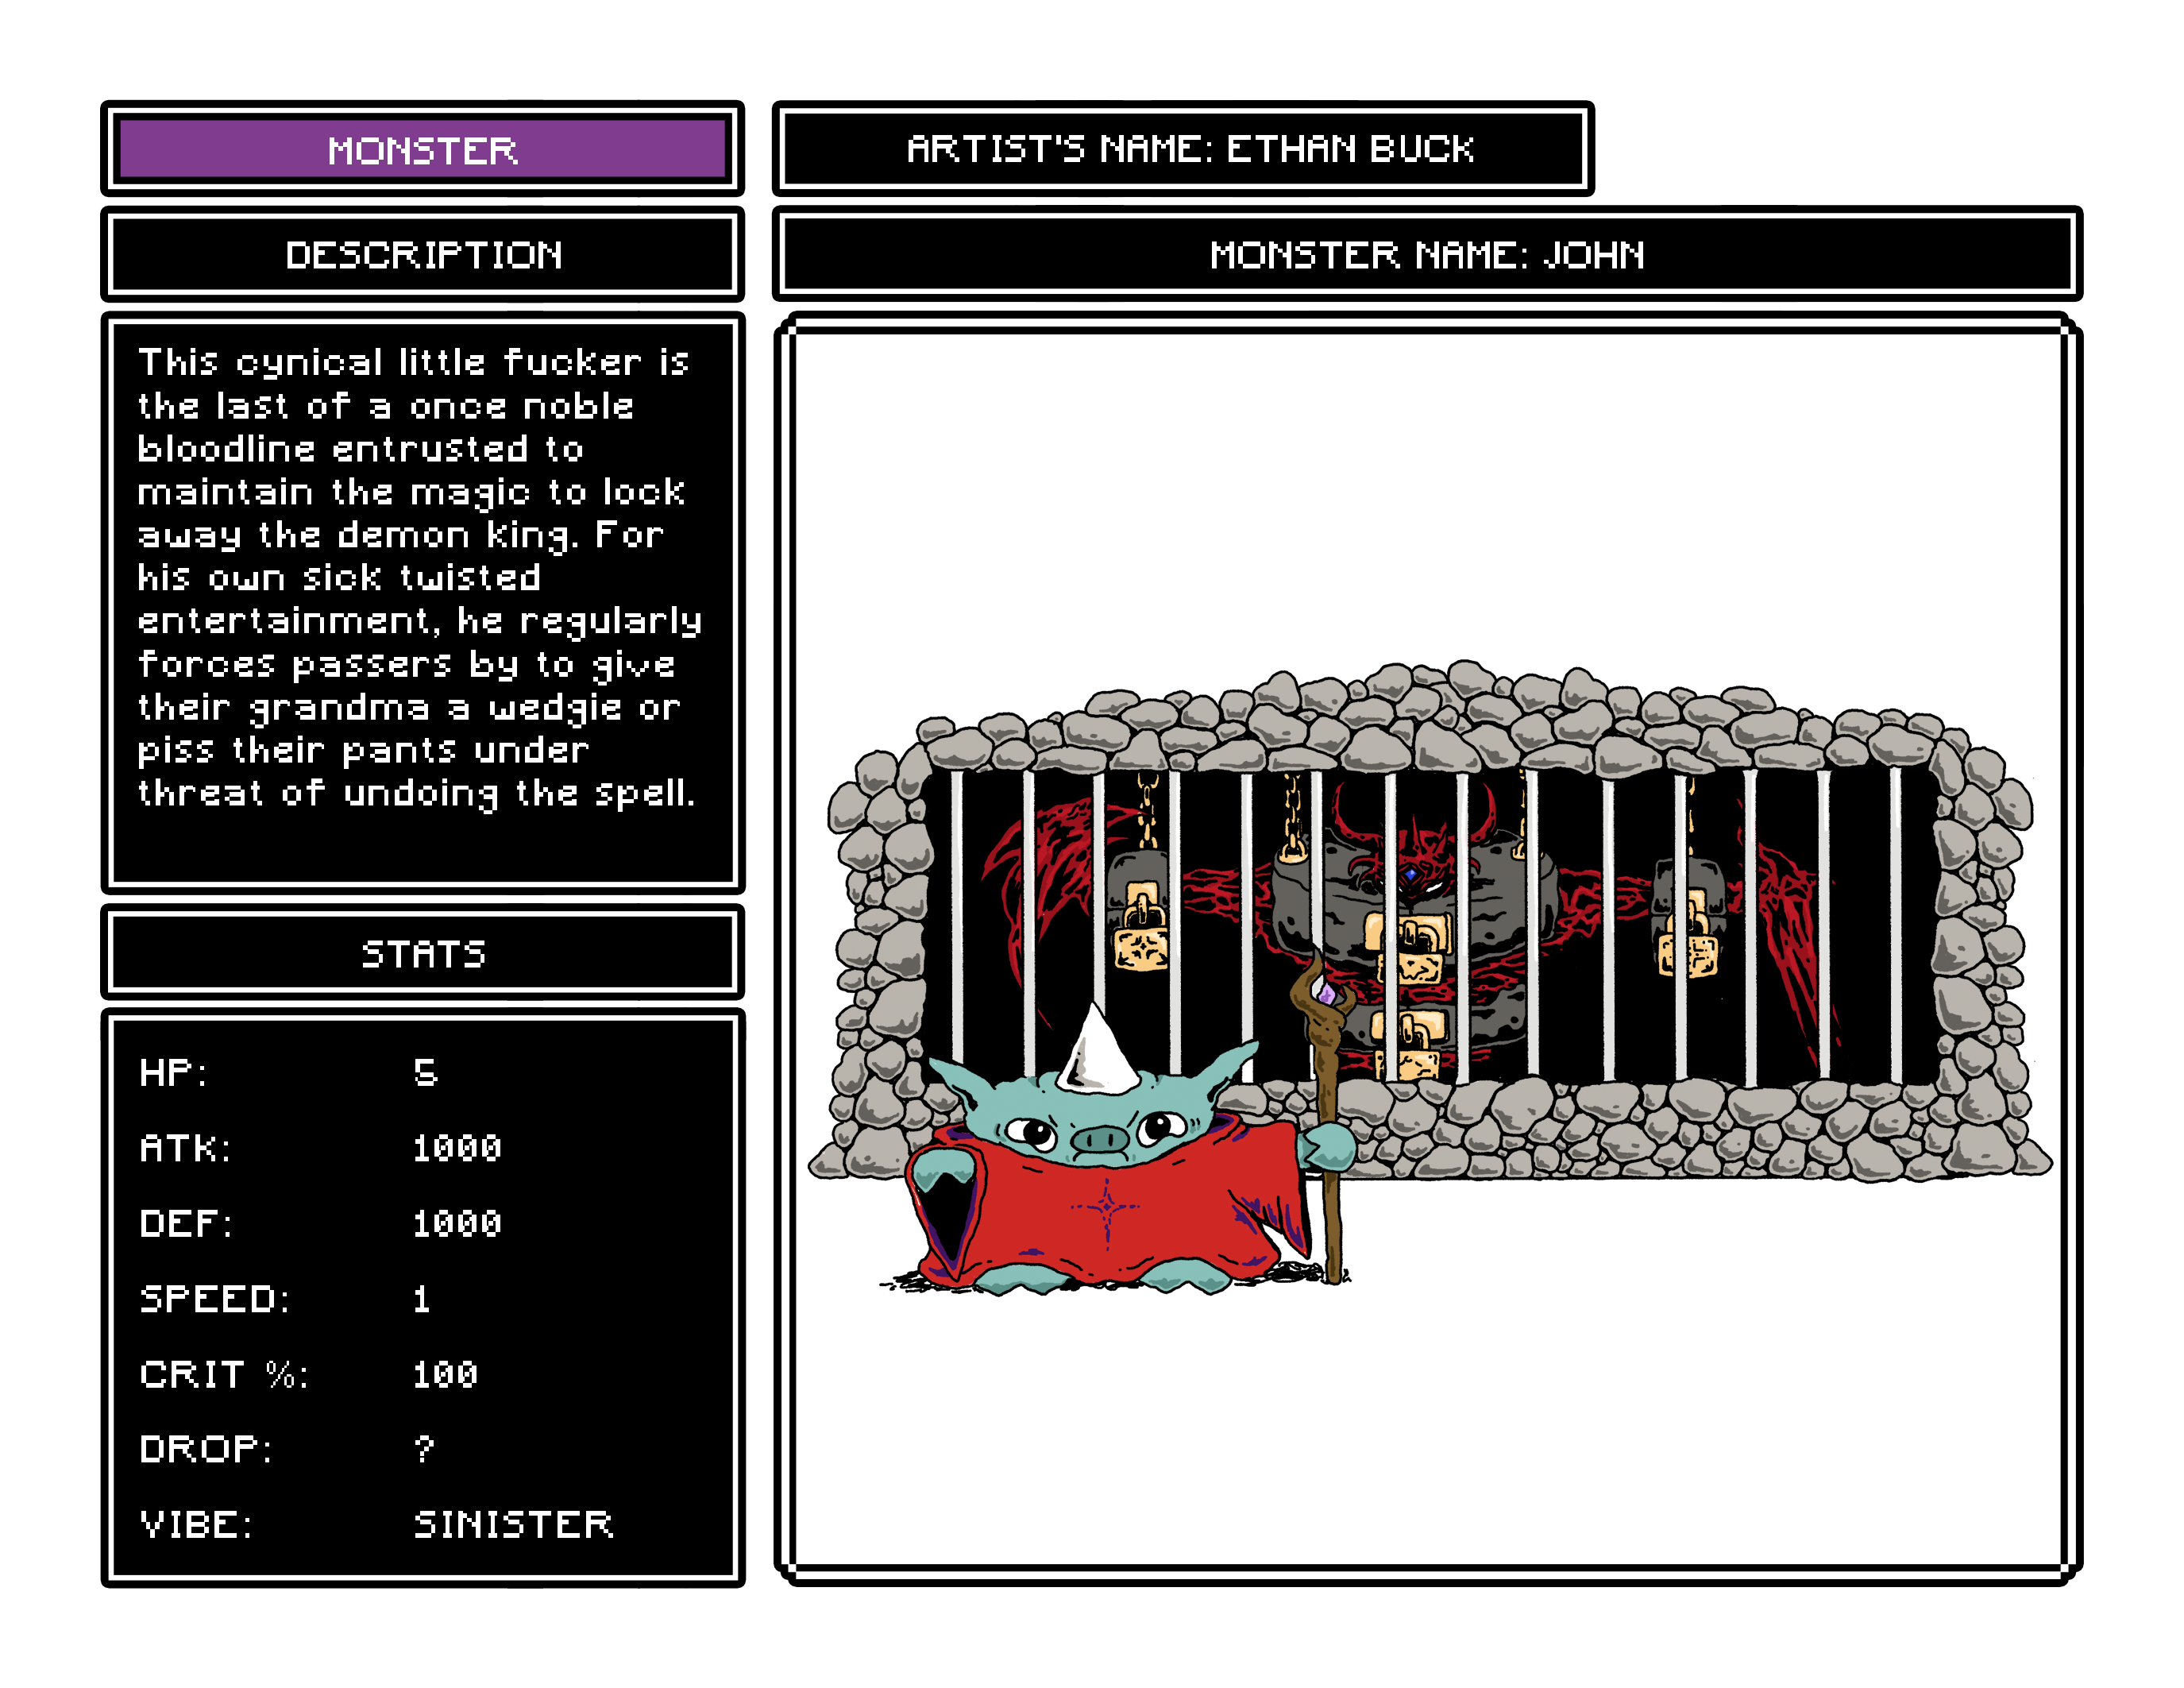 MONSTER
ARTIST'S NAME: ETHAN BUCK
DESCRIPTION
MONSTER NAME: JOHN
This cynical little fucker is
the last of a once noble
bloodline entrusted to
maintain the magic to lock
away the demon king. For
his own sick twisted
entertainment, he regularly
forces passers by to give
their grandma a wedgie or
piss their pants under
threat of undoing the spell.
STATS
HP: 5
ATK: 1000
DEF: 1000
SPEED: 1
CRIT %: 100
DROP: ?
VIBE: SINISTER